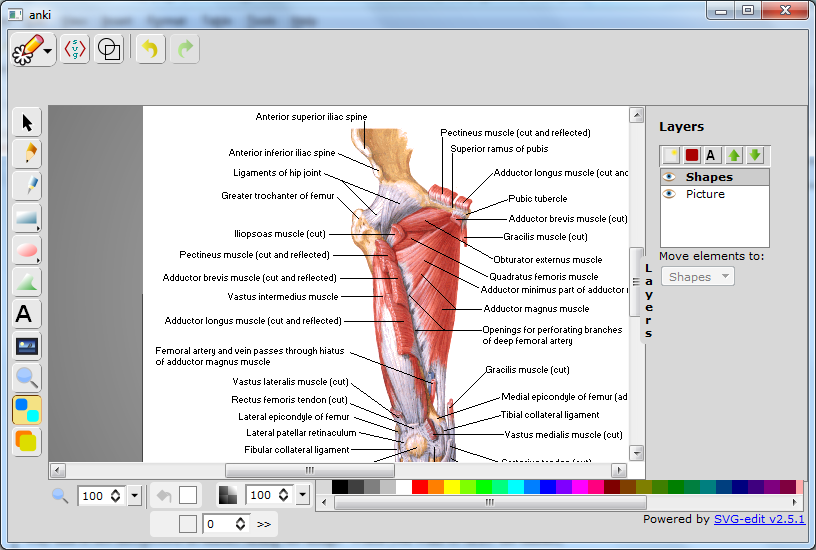 anki
Anterior superior iliac spine
Pectineus muscle (cut and reflected)
Superior ramus of pubis
Anterior inferior iliac spine
Ligaments of hip joint
Adductor longus muscle (cut and
Greater trochanter of femur
Pubic tubercle
Adductor brevis muscle (cut)
Iliopsoas muscle (cut)
Gracilis muscle (cut)
Pectineus muscle (cut and reflected)
Obturator externus muscle
Adductor brevis muscle (cut and reflected)
Quadratus femoris muscle
Adductor minimus part of adductor
Vastus intermedius muscle
Adductor magnus muscle
Adductor longus muscle (cut and reflected)
Openings for perforating branches
of deep femoral artery
Femoral artery and vein passes through hiatus
of adductor magnus muscle
Gracilis muscle (cut)
Vastus lateralis muscle (cut)
Rectus femoris tendon (cut)
Medial epicondyle of femur (ad
Lateral epicondyle of femur
Tibial collateral ligament
Lateral patellar retinaculum
Vastus medialis muscle (cut)
Fibular collateral ligament
Layers
A
Shapes
Picture
Move elements to:
Shapes
Layers
A
100
100
0
>>
Powered by SVG-edit v2.5.1